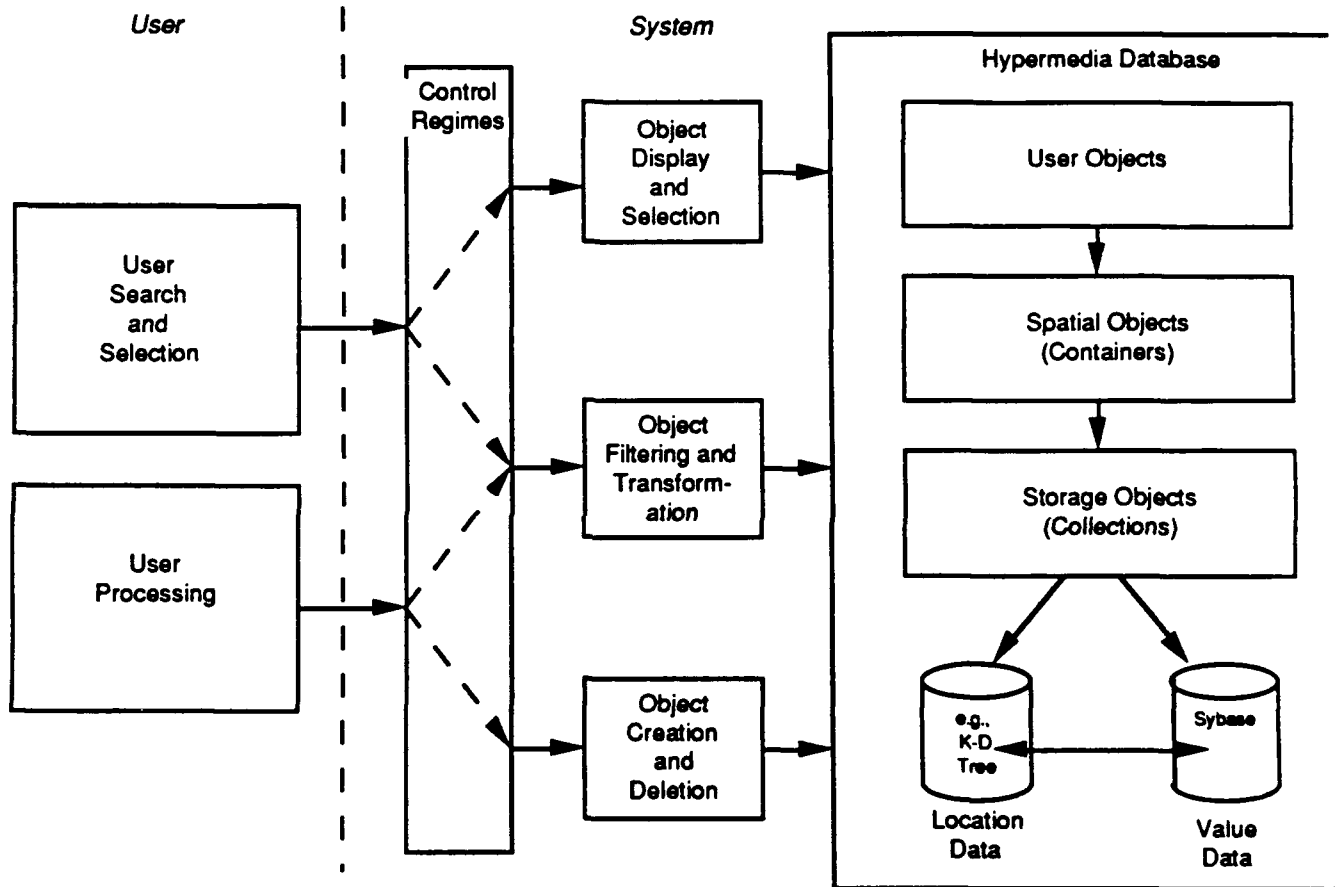 User
System
Hypermedia Database
Control
Regimes
Object
Display
and
Selection
User Objects
User
Search
and
Selection
Spatial Objects
(Containers)
Object
Filtering and
Transform-
ation
Storage Objects
(Collections)
User
Processing
Object
Creation
and
Deletion
e.g.,
K-D
Tree
Sybase
Location
Data
Value
Data